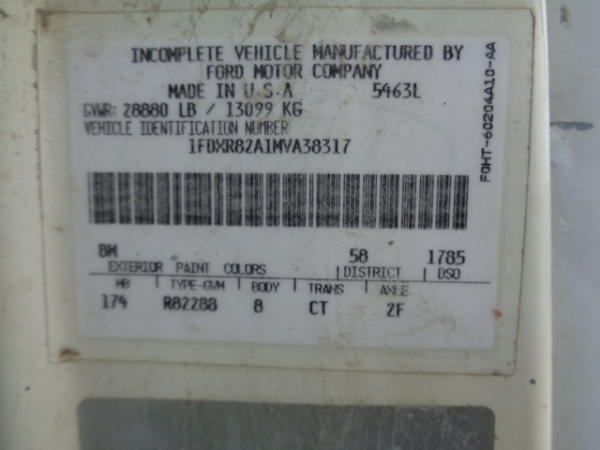 INCOMPLETE VEHICLE MANUFACTURED BY
FORD MOTOR COMPANY
MADE IN U.S.A 5463L
GVWR: 28880 LB / 13099 KG
VEHICLE IDENTIFICATION NUMBER
1FDXR82A1MVA38317
BM 58 1785
EXTERIOR PAINT COLORS DISTRICT DSO
WB TYPE-GVW BODY TRANS AXLE
174 R82288 8 CT 2F
F0HT-60204A10-AA